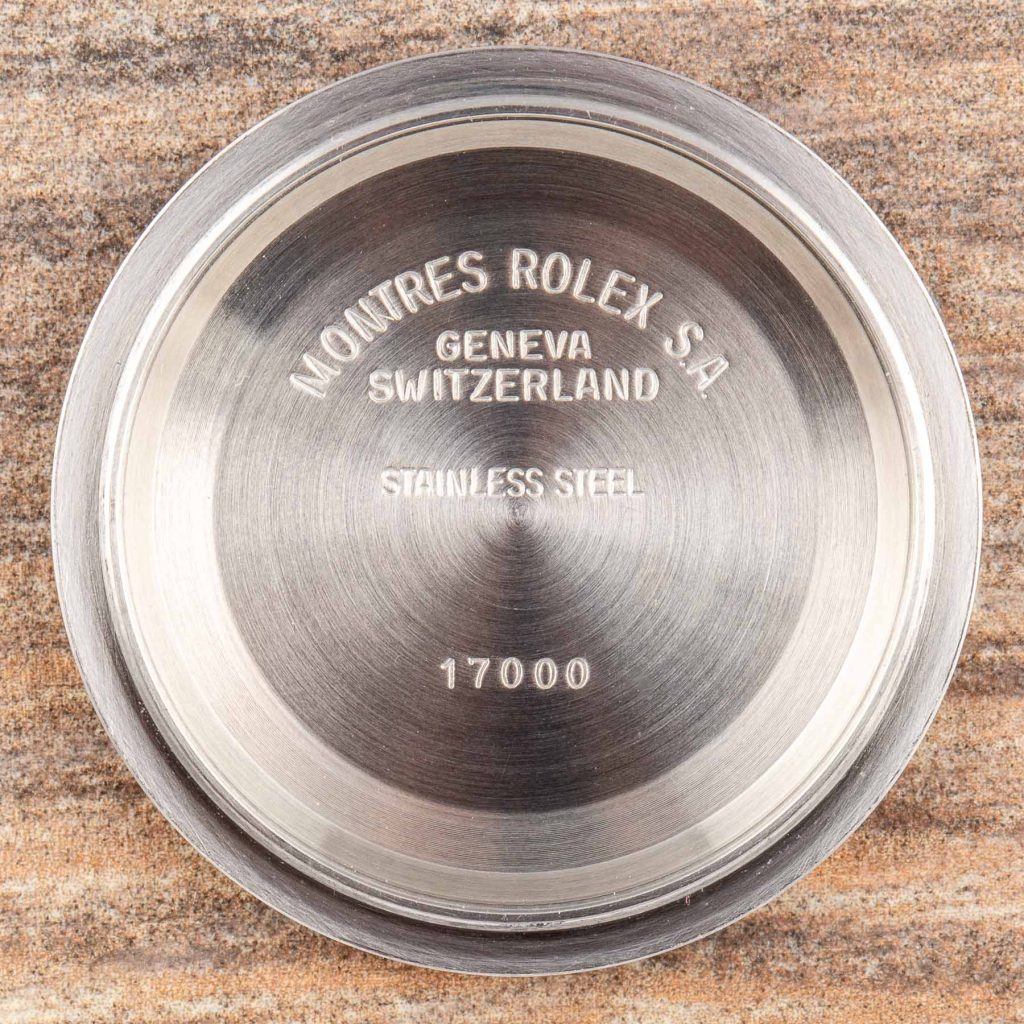 MONTRES ROLEX S.A.
GENEVA
SWITZERLAND
STAINLESS STEEL
17000